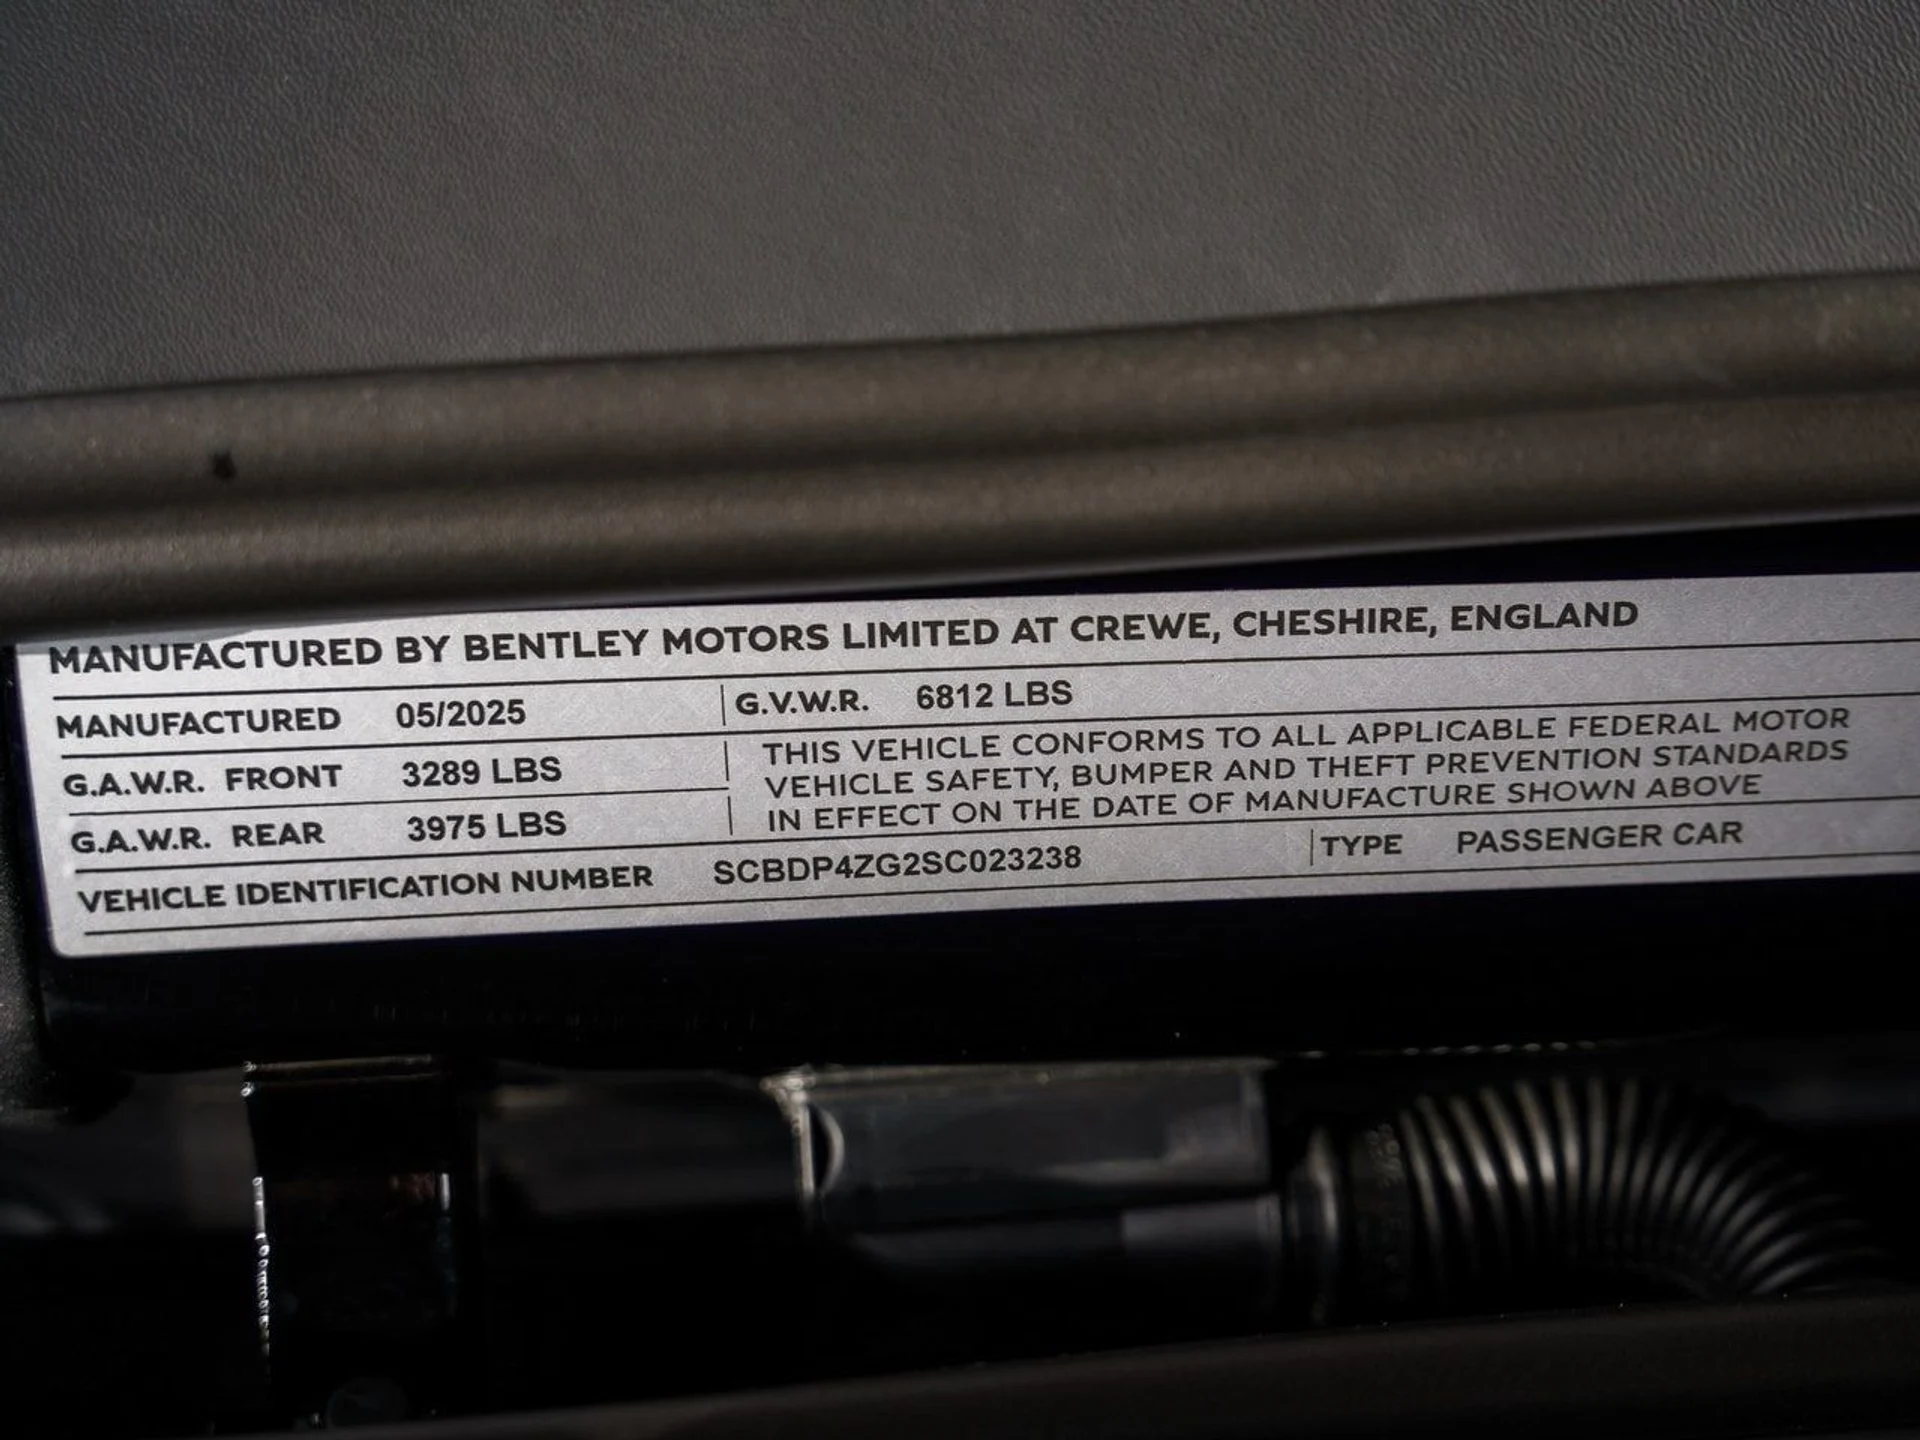 MANUFACTURED BY BENTLEY MOTORS LIMITED AT CREWE, CHESHIRE, ENGLAND
MANUFACTURED 05/2025 G.V.W.R. 6812 LBS
G.A.W.R. FRONT 3289 LBS
G.A.W.R. REAR 3975 LBS
THIS VEHICLE CONFORMS TO ALL APPLICABLE FEDERAL MOTOR
VEHICLE SAFETY, BUMPER AND THEFT PREVENTION STANDARDS
IN EFFECT ON THE DATE OF MANUFACTURE SHOWN ABOVE
VEHICLE IDENTIFICATION NUMBER SCBDP4ZG2SC023238 TYPE PASSENGER CAR